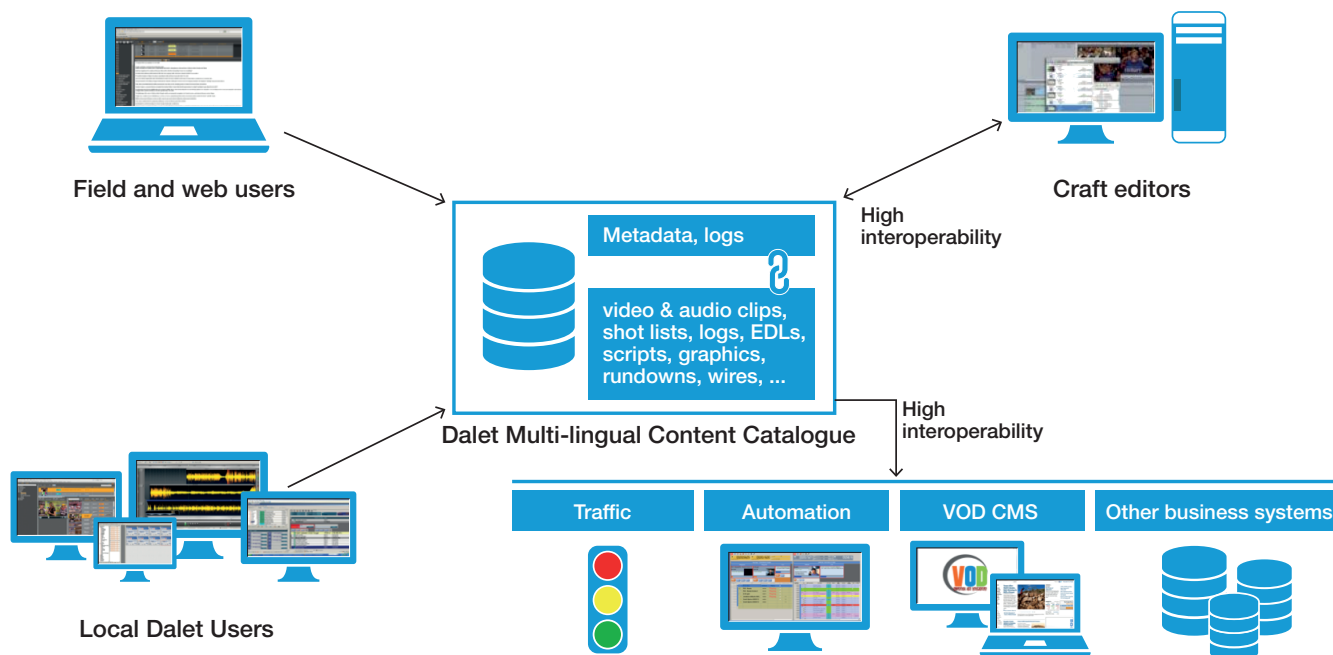 Field and web users
Craft editors
High
interoperability
Metadata, logs
video & audio clips,
shot lists, logs, EDLs,
scripts, graphics,
rundowns, wires, ...
Dalet Multi-lingual Content Catalogue
High
interoperability
Local Dalet Users
Traffic
Automation
VOD CMS
Other business systems
VOD